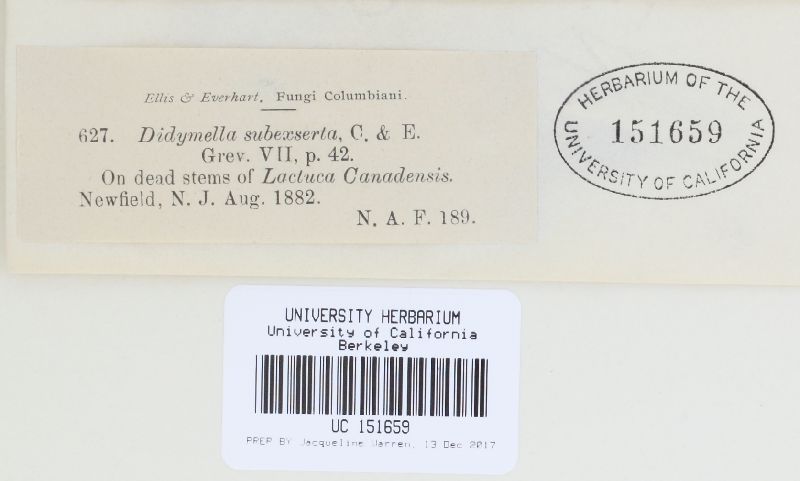 Ellis & Everhart, Fungi Columbiani.
627. Didymella subexserta, C. & E.
Grev. VII, p. 42.
On dead stems of Lactuca Canadensis.
Newfield, N. J. Aug. 1882.
N. A. F. 189.
HERBARIUM OF THE
151659
UNIVERSITY OF CALIFORNIA
UNIVERSITY HERBARIUM
University of California
Berkeley
UC 151659
PREP BY Jacqueline Warren, 13 Dec 2017